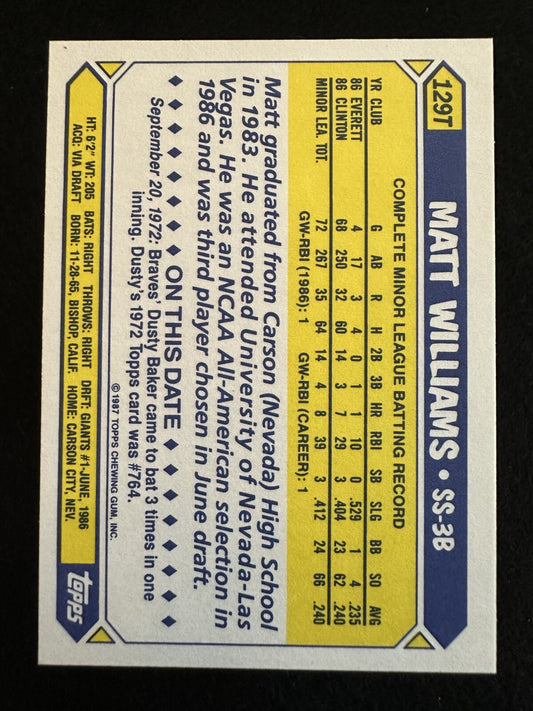 129T
MATT WILLIAMS • SS-3B
COMPLETE MINOR LEAGUE BATTING RECORD
YR CLUB G AB R H 2B 3B HR RBI SB SLG BB SO AVG
86 EVERETT 4 17 3 4 0 1 1 10 0 .529 1 4 .235
86 CLINTON 68 250 32 60 14 3 7 29 3 .404 23 62 .240
MINOR LEA. TOT. 72 267 35 64 14 4 8 39 3 .412 24 66 .240
GW-RBI (1986): 1 GW-RBI (CAREER): 1
Matt graduated from Carson (Nevada) High School
in 1983. He attended University of Nevada-Las
Vegas. He was an NCAA All-American selection in
1986 and was third player chosen in June draft.
◆ ◆ ◆ ◆ ◆ ◆ ON THIS DATE ◆ ◆ ◆ ◆ ◆ ◆
September 20, 1972: Braves' Dusty Baker came to bat 3 times in one
inning. Dusty's 1972 Topps card was #764.
© 1987 TOPPS CHEWING GUM, INC.
HT: 6'2" WT: 205 BATS: RIGHT THROWS: RIGHT DRFT: GIANTS #1-JUNE, 1986
ACQ: VIA DRAFT BORN: 11-28-65, BISHOP, CALIF. HOME: CARSON CITY, NEV.
topps